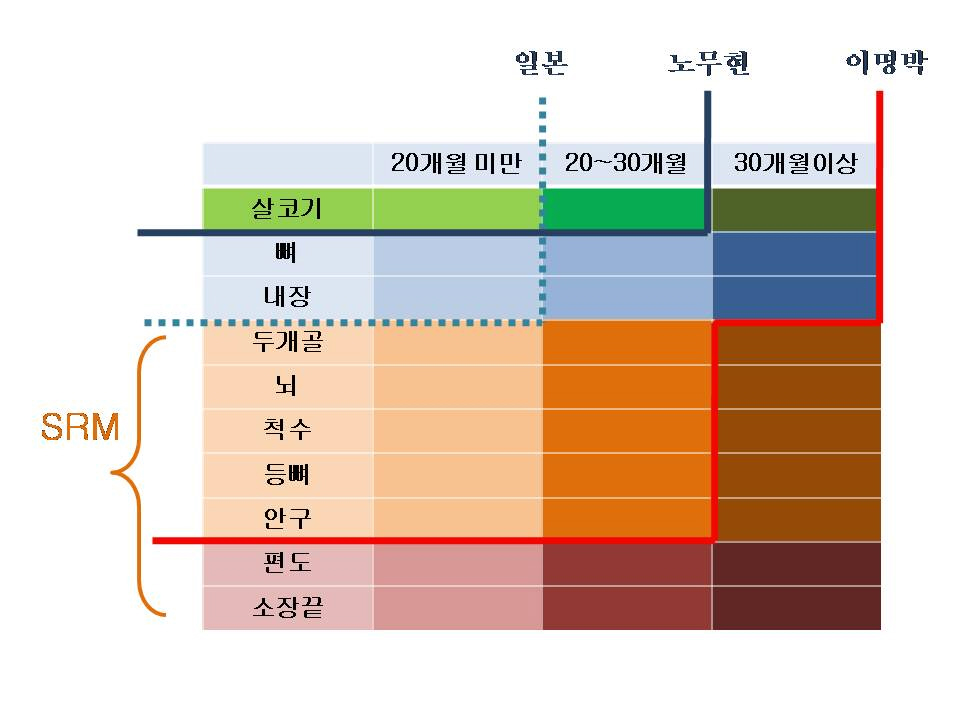 일본 노무현 이명박
20개월 미만 20~30개월 30개월이상
살코기
뼈
내장
두개골
뇌
척수
등뼈
안구
편도
소장끝
SRM